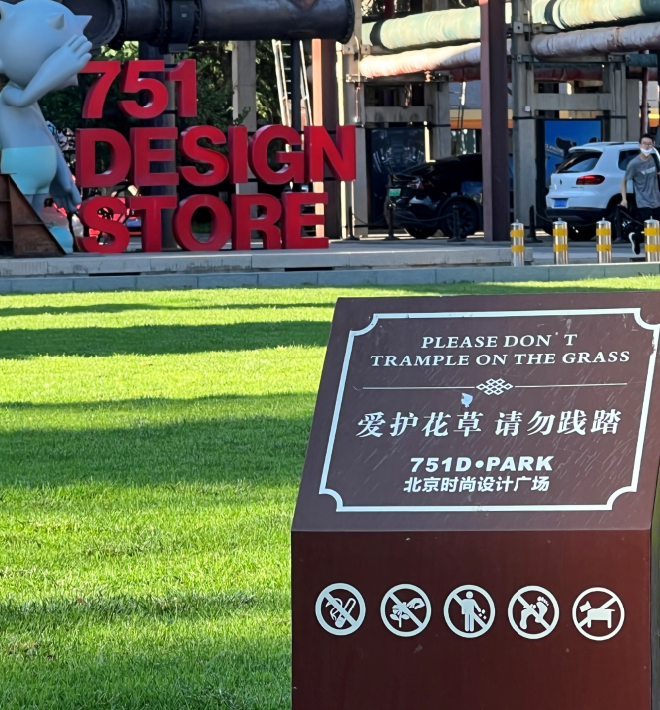 751
DESIGN
STORE
PLEASE DON'T
TRAMPLE ON THE GRASS
爱护花草 请勿践踏
751D•PARK
北京时尚设计广场